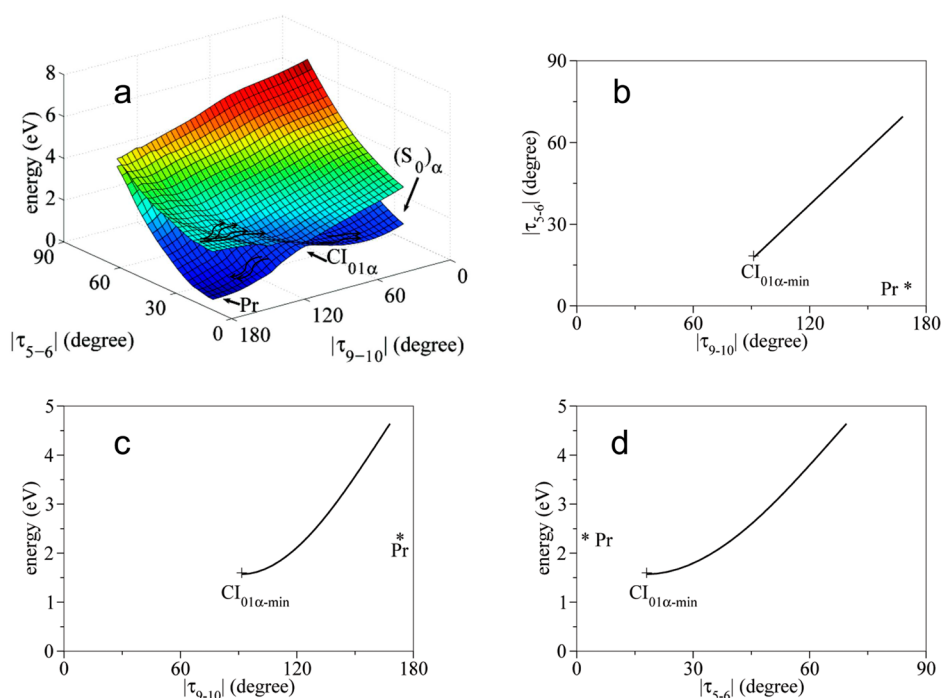 a
8
6
4
2
0
energy (eV)
90
60
30
0
|τ5–6| (degree)
180
120
60
0
|τ9–10| (degree)
(S0)α
CI01α
Pr
b
90
60
30
0
|τ5-6| (degree)
CI01α-min
Pr *
0
60
120
180
|τ9-10| (degree)
c
5
4
3
2
1
0
energy (eV)
*
Pr
CI01α-min
0
60
120
180
|τ9-10| (degree)
d
5
4
3
2
1
0
energy (eV)
* Pr
CI01α-min
0
30
60
90
|τ5-6| (degree)